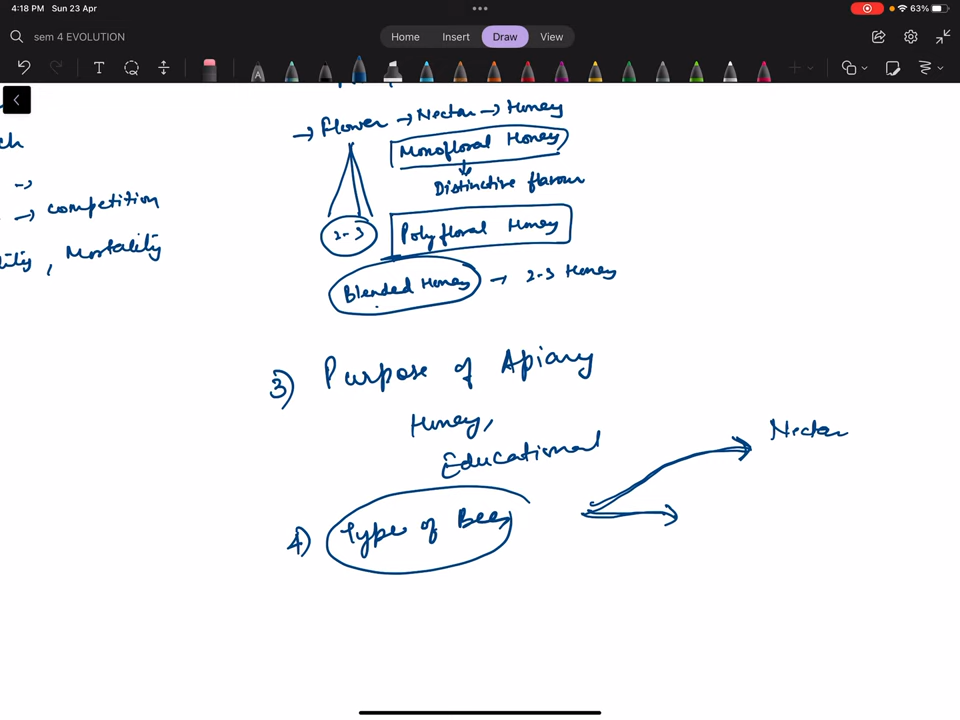 4:18 PM Sun 23 Apr
63%
sem 4 EVOLUTION
Home Insert Draw View
→ Flower → Nectar → Honey
Monofloral Honey
Distinctive flavour
2-3
Polyfloral Honey
Blended Honey → 2-3 Honey
ch
→
→ competition
lity, Mortality
3) Purpose of Apiary
Honey,
Educational
4) Type of Bees
Nectar